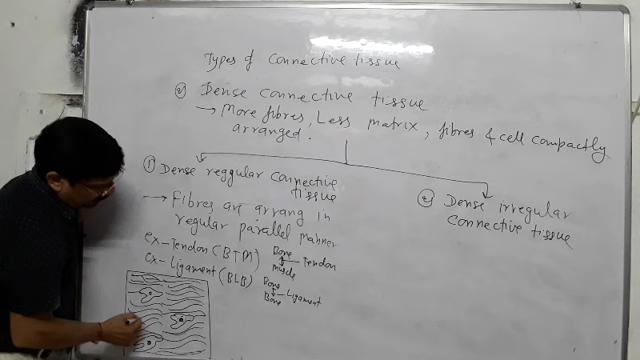 Types of connective tissue
② Dense connective tissue
→ More fibres, Less matrix, fibres & cell compactly
arranged.
① Dense reggular connective
tissue
→ Fibres are arrang in
regular parallel manner
ex-Tendon (BTM)
Bone
Muscle
Tendon
ex-Ligament (BLB)
Bone
Bone
Ligament
② Dense irregular
connective tissue